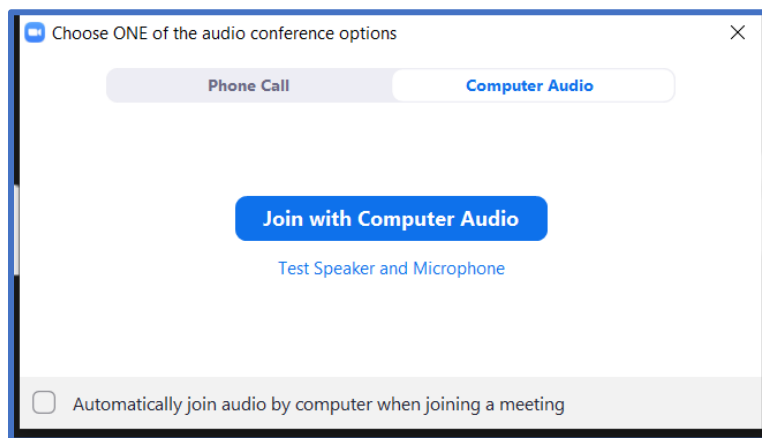 Choose ONE of the audio conference options
Phone Call
Computer Audio
Join with Computer Audio
Test Speaker and Microphone
Automatically join audio by computer when joining a meeting